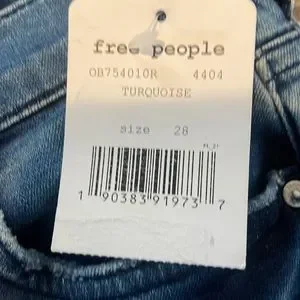 free people
OB754010R 4404
TURQUOISE
size 28
1 90383 91973 7